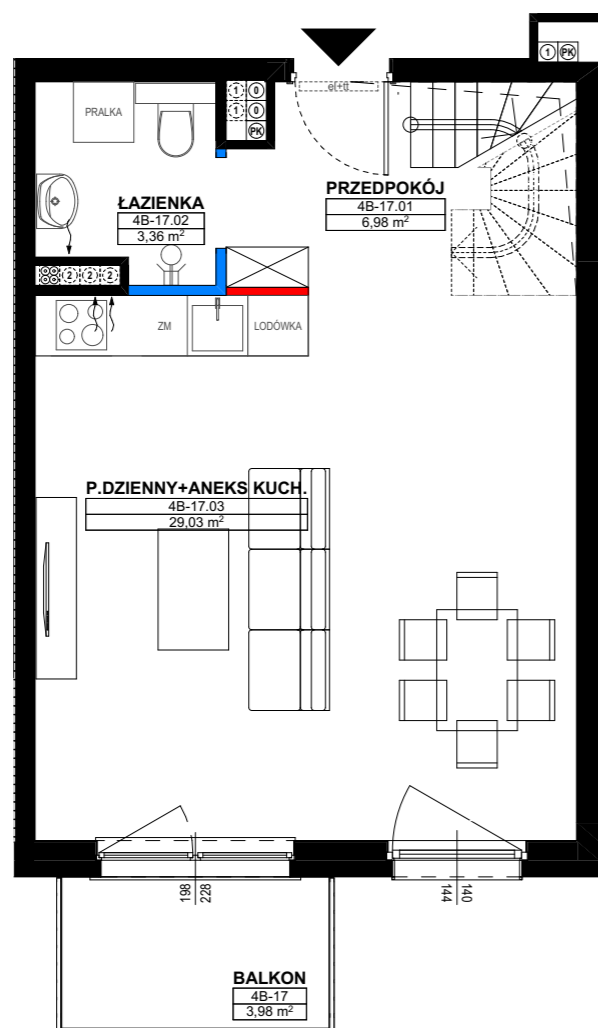 1 PK
el+tt
1 0
1 0
PK
PRALKA
ŁAZIENKA
4B-17.02
3,36 m²
PRZEDPOKÓJ
4B-17.01
6,98 m²
2 2 2
ZM
LODÓWKA
P.DZIENNY+ANEKS KUCH.
4B-17.03
29,03 m²
198
228
144
140
BALKON
4B-17
3,98 m²